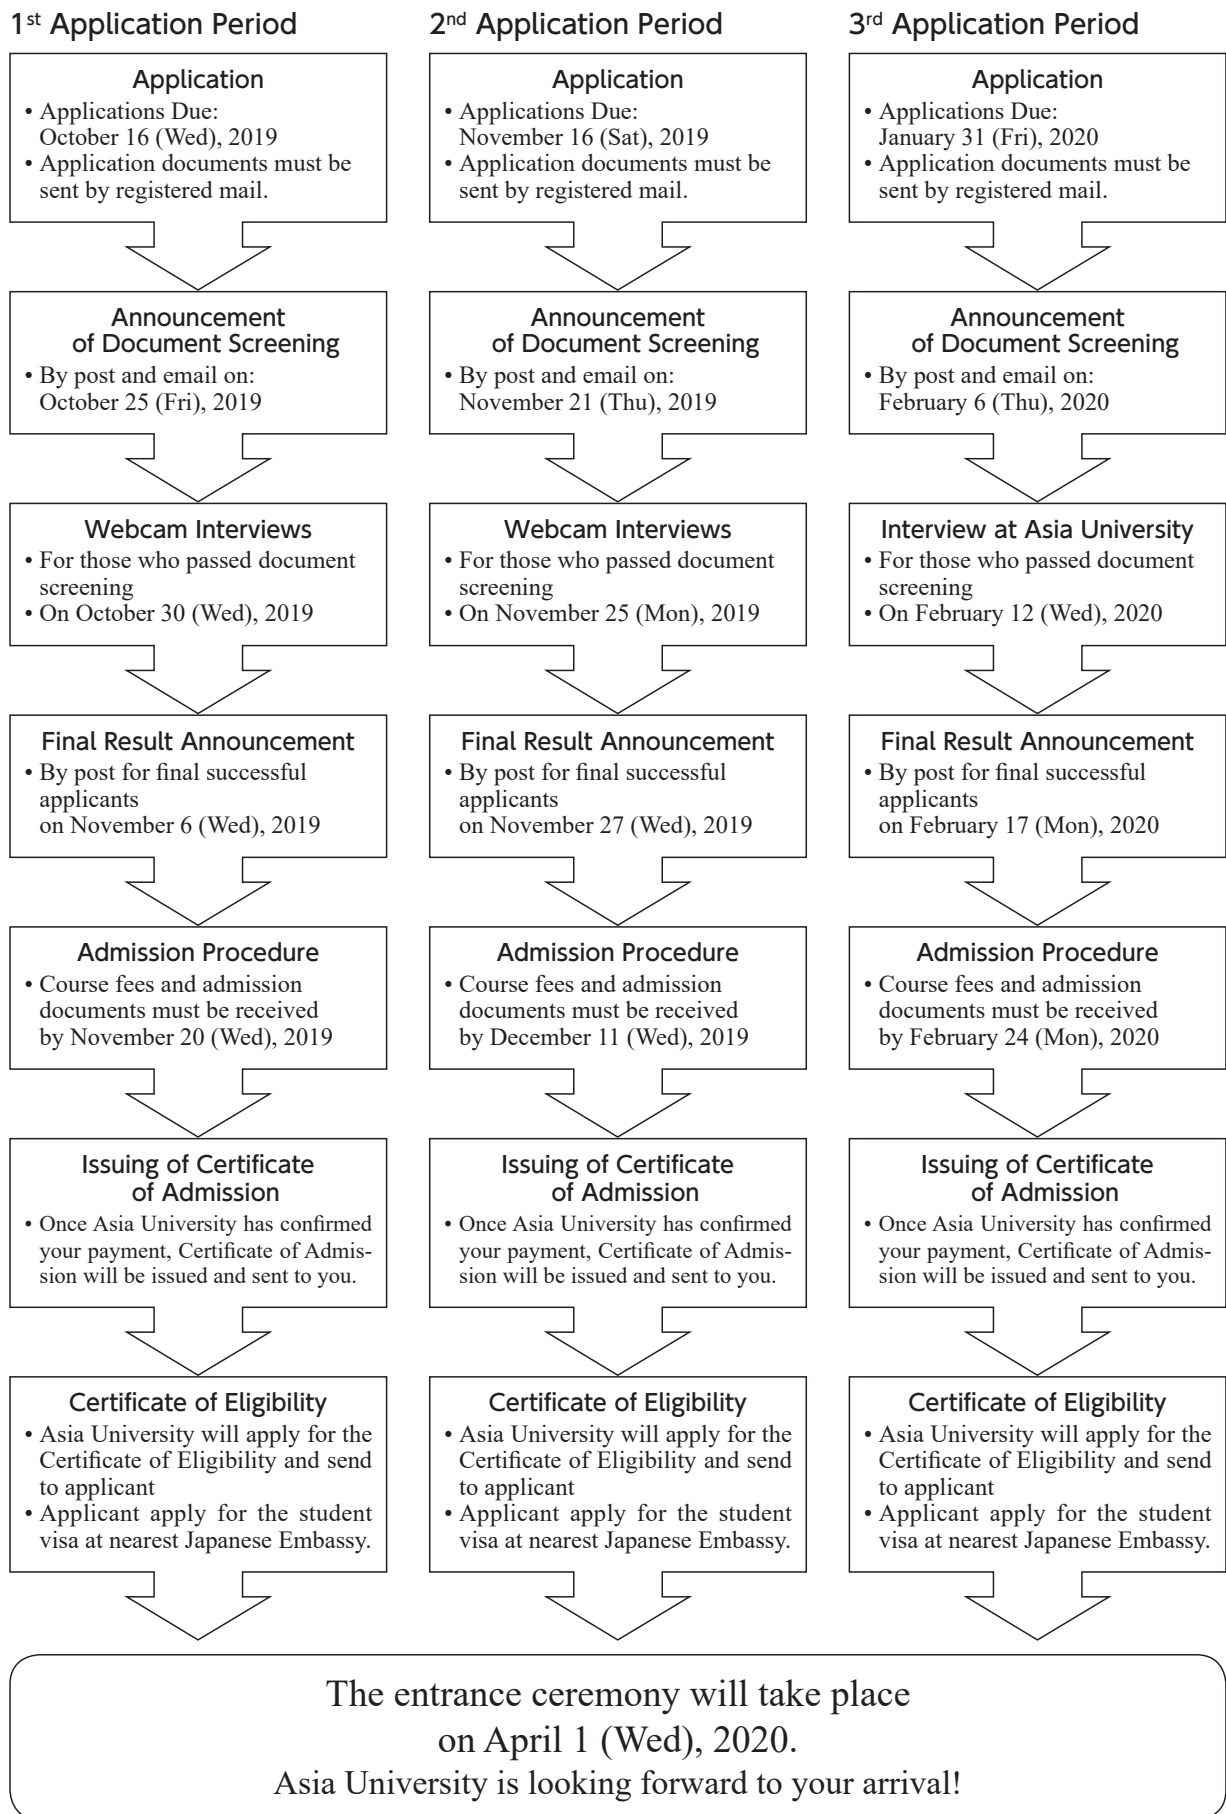 1st Application Period
Application
• Applications Due:
October 16 (Wed), 2019
• Application documents must be
sent by registered mail.
Announcement
of Document Screening
• By post and email on:
October 25 (Fri), 2019
Webcam Interviews
• For those who passed document
screening
• On October 30 (Wed), 2019
Final Result Announcement
• By post for final successful
applicants
on November 6 (Wed), 2019
Admission Procedure
• Course fees and admission
documents must be received
by November 20 (Wed), 2019
Issuing of Certificate
of Admission
• Once Asia University has confirmed
your payment, Certificate of Admis-
sion will be issued and sent to you.
Certificate of Eligibility
• Asia University will apply for the
Certificate of Eligibility and send
to applicant
• Applicant apply for the student
visa at nearest Japanese Embassy.
2nd Application Period
Application
• Applications Due:
November 16 (Sat), 2019
• Application documents must be
sent by registered mail.
Announcement
of Document Screening
• By post and email on:
November 21 (Thu), 2019
Webcam Interviews
• For those who passed document
screening
• On November 25 (Mon), 2019
Final Result Announcement
• By post for final successful
applicants
on November 27 (Wed), 2019
Admission Procedure
• Course fees and admission
documents must be received
by December 11 (Wed), 2019
Issuing of Certificate
of Admission
• Once Asia University has confirmed
your payment, Certificate of Admis-
sion will be issued and sent to you.
Certificate of Eligibility
• Asia University will apply for the
Certificate of Eligibility and send
to applicant
• Applicant apply for the student
visa at nearest Japanese Embassy.
3rd Application Period
Application
• Applications Due:
January 31 (Fri), 2020
• Application documents must be
sent by registered mail.
Announcement
of Document Screening
• By post and email on:
February 6 (Thu), 2020
Interview at Asia University
• For those who passed document
screening
• On February 12 (Wed), 2020
Final Result Announcement
• By post for final successful
applicants
on February 17 (Mon), 2020
Admission Procedure
• Course fees and admission
documents must be received
by February 24 (Mon), 2020
Issuing of Certificate
of Admission
• Once Asia University has confirmed
your payment, Certificate of Admis-
sion will be issued and sent to you.
Certificate of Eligibility
• Asia University will apply for the
Certificate of Eligibility and send
to applicant
• Applicant apply for the student
visa at nearest Japanese Embassy.
The entrance ceremony will take place
on April 1 (Wed), 2020.
Asia University is looking forward to your arrival!